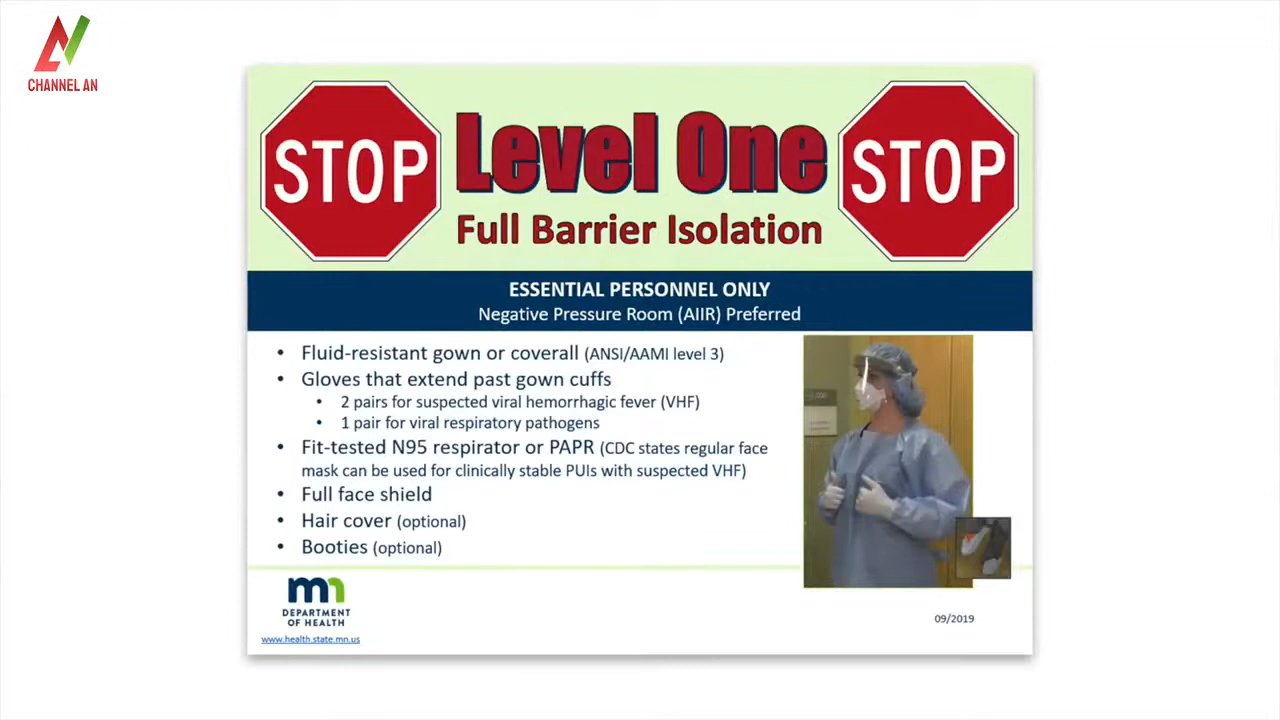 CHANNEL AN
STOP
Level One
STOP
Full Barrier Isolation
ESSENTIAL PERSONNEL ONLY
Negative Pressure Room (AIIR) Preferred
• Fluid-resistant gown or coverall (ANSI/AAMI level 3)
• Gloves that extend past gown cuffs
• 2 pairs for suspected viral hemorrhagic fever (VHF)
• 1 pair for viral respiratory pathogens
• Fit-tested N95 respirator or PAPR (CDC states regular face
mask can be used for clinically stable PUIs with suspected VHF)
• Full face shield
• Hair cover (optional)
• Booties (optional)
mn
DEPARTMENT
OF HEALTH
www.health.state.mn.us
09/2019